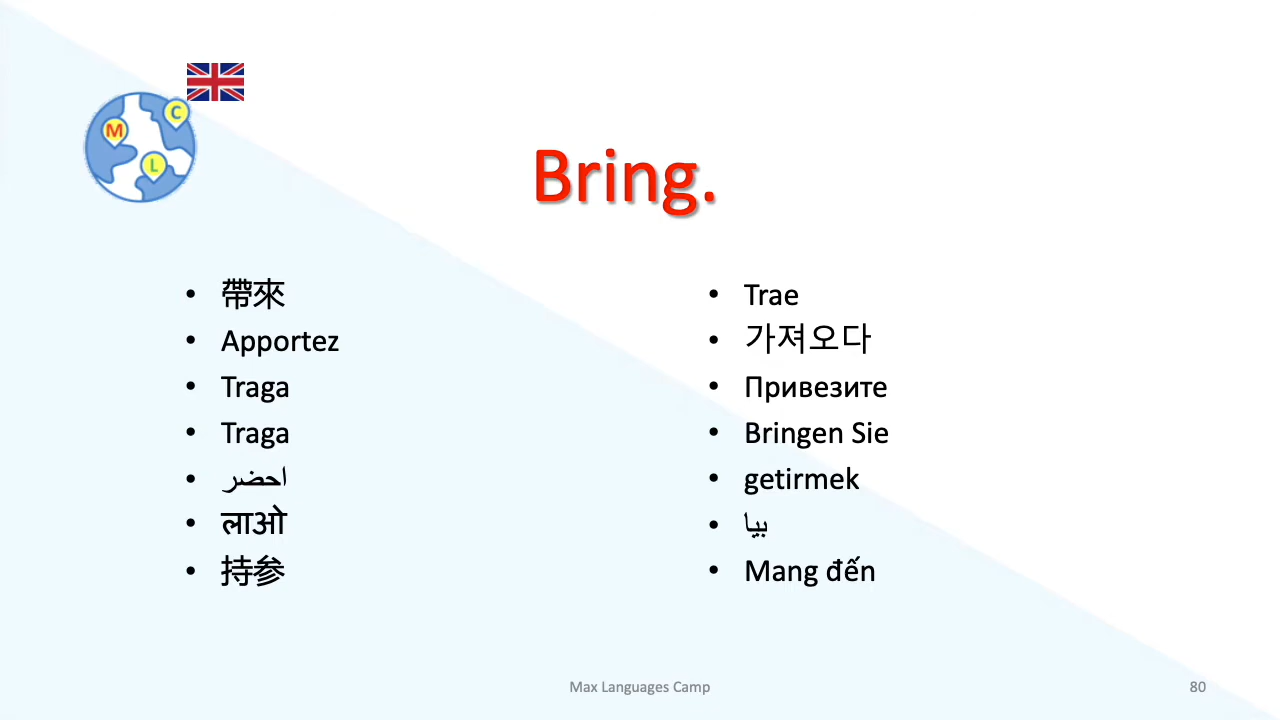 M
C
L
Bring.
帶來
Apportez
Traga
Traga
احضر
लाओ
持参
Trae
가져오다
Привезите
Bringen Sie
getirmek
بیا
Mang đến
Max Languages Camp
80